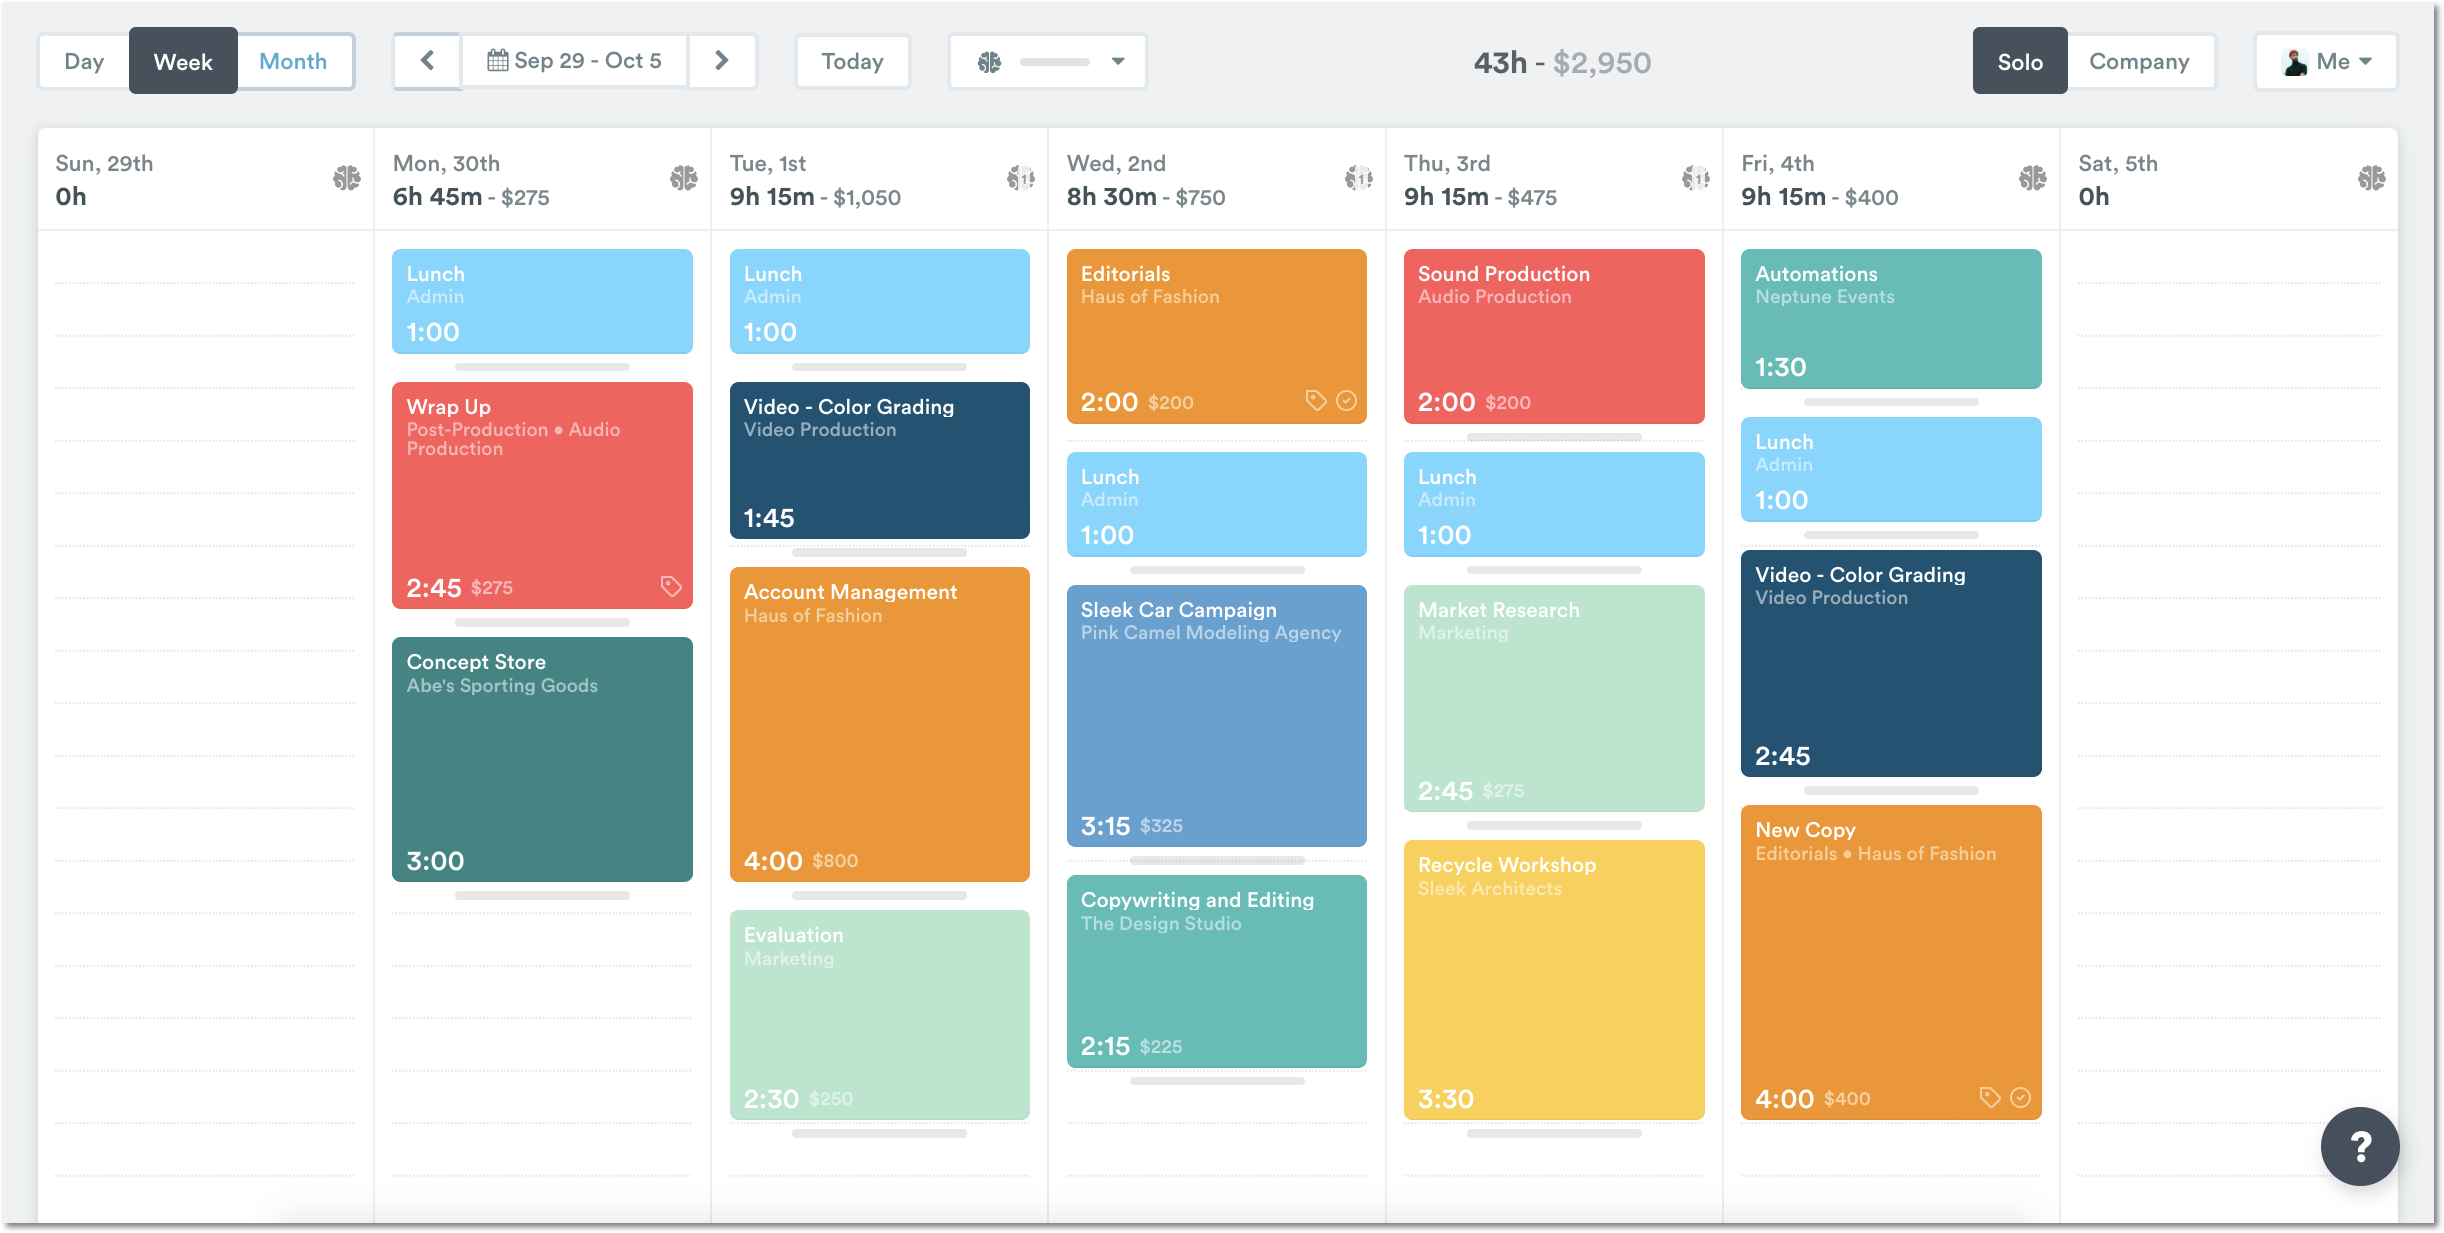 Day
Week
Month
Sep 29 - Oct 5
Today
43h - $2,950
Solo
Company
Me
Sun, 29th
0h
Mon, 30th
6h 45m - $275
Tue, 1st
9h 15m - $1,050
1
Wed, 2nd
8h 30m - $750
1
Thu, 3rd
9h 15m - $475
1
Fri, 4th
9h 15m - $400
Sat, 5th
0h
Lunch
Admin
1:00
Wrap Up
Post-Production • Audio
Production
2:45 $275
Concept Store
Abe's Sporting Goods
3:00
Lunch
Admin
1:00
Video - Color Grading
Video Production
1:45
Account Management
Haus of Fashion
4:00 $800
Evaluation
Marketing
2:30 $250
Editorials
Haus of Fashion
2:00 $200
Lunch
Admin
1:00
Sleek Car Campaign
Pink Camel Modeling Agency
3:15 $325
Copywriting and Editing
The Design Studio
2:15 $225
Sound Production
Audio Production
2:00 $200
Lunch
Admin
1:00
Market Research
Marketing
2:45 $275
Recycle Workshop
Sleek Architects
3:30
Automations
Neptune Events
1:30
Lunch
Admin
1:00
Video - Color Grading
Video Production
2:45
New Copy
Editorials • Haus of Fashion
4:00 $400
?